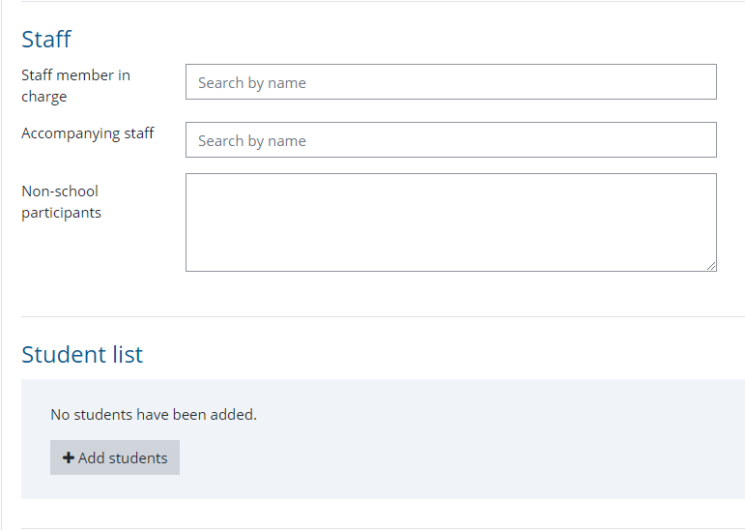 Staff
Staff member in
charge
Search by name
Accompanying staff
Search by name
Non-school
participants
Student list
No students have been added.
+ Add students